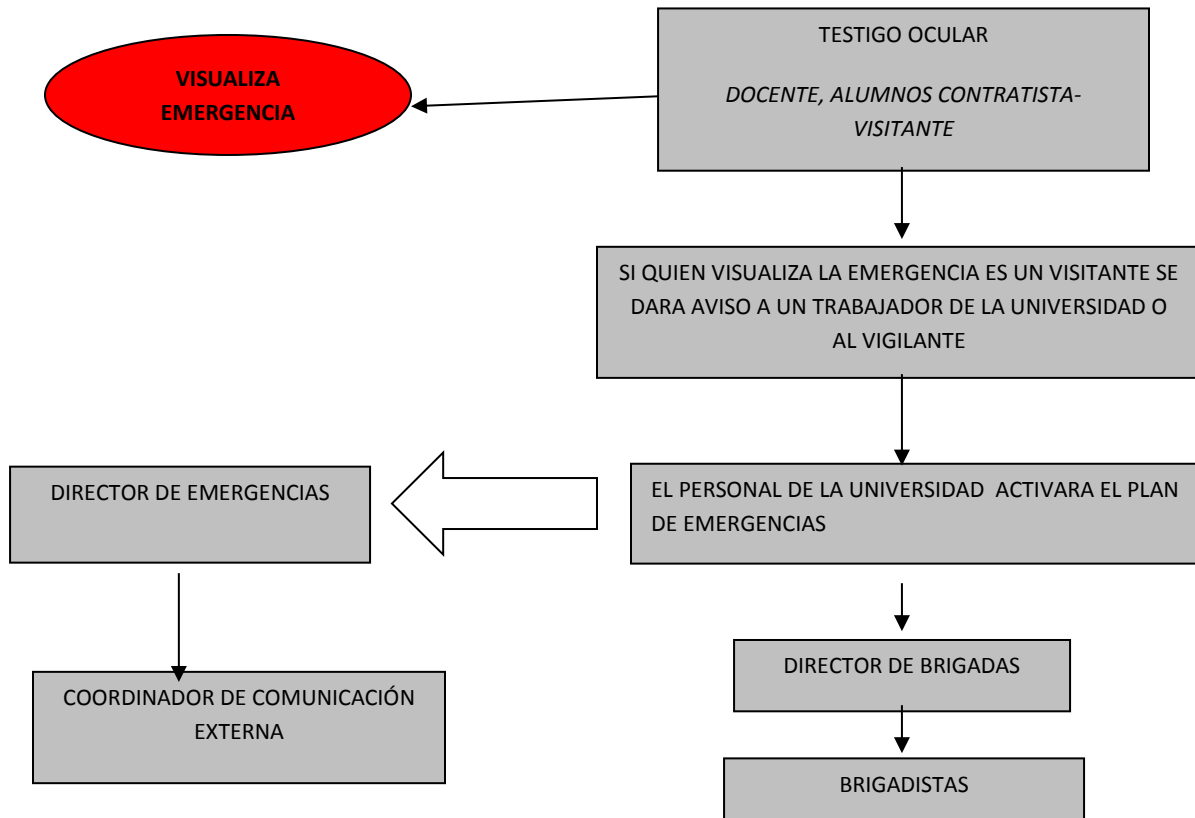 VISUALIZA
EMERGENCIA
TESTIGO OCULAR
DOCENTE, ALUMNOS CONTRATISTA-
VISITANTE
SI QUIEN VISUALIZA LA EMERGENCIA ES UN VISITANTE SE
DARA AVISO A UN TRABAJADOR DE LA UNIVERSIDAD O
AL VIGILANTE
DIRECTOR DE EMERGENCIAS
EL PERSONAL DE LA UNIVERSIDAD ACTIVARA EL PLAN
DE EMERGENCIAS
COORDINADOR DE COMUNICACIÓN
EXTERNA
DIRECTOR DE BRIGADAS
BRIGADISTAS